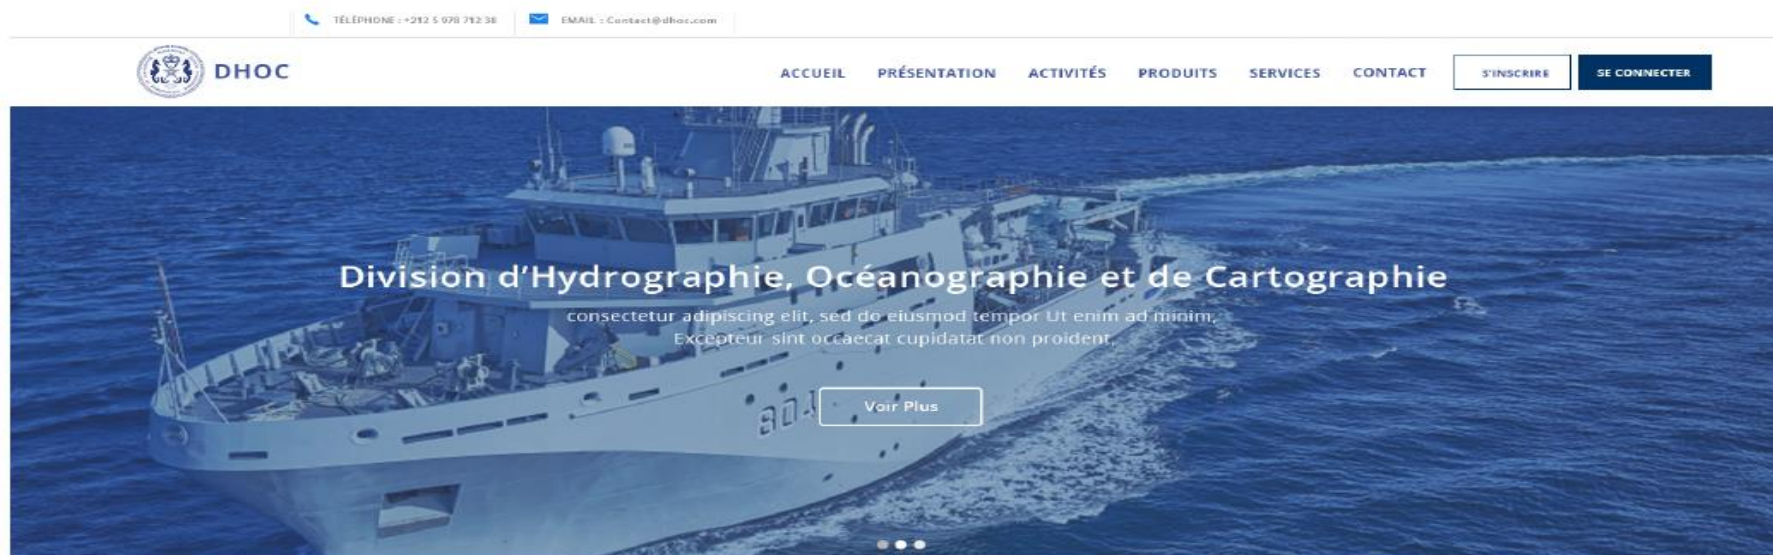 TÉLÉPHONE : +212 5 978 712 38
EMAIL : Contact@dhoc.com
DHOC
ACCUEIL PRÉSENTATION ACTIVITÉS PRODUITS SERVICES CONTACT S'INSCRIRE SE CONNECTER
Division d'Hydrographie, Océanographie et de Cartographie
consectetur adipiscing elit, sed do eiusmod tempor Ut enim ad minim,
Excepteur sint occaecat cupidatat non proident,
804
Voir Plus